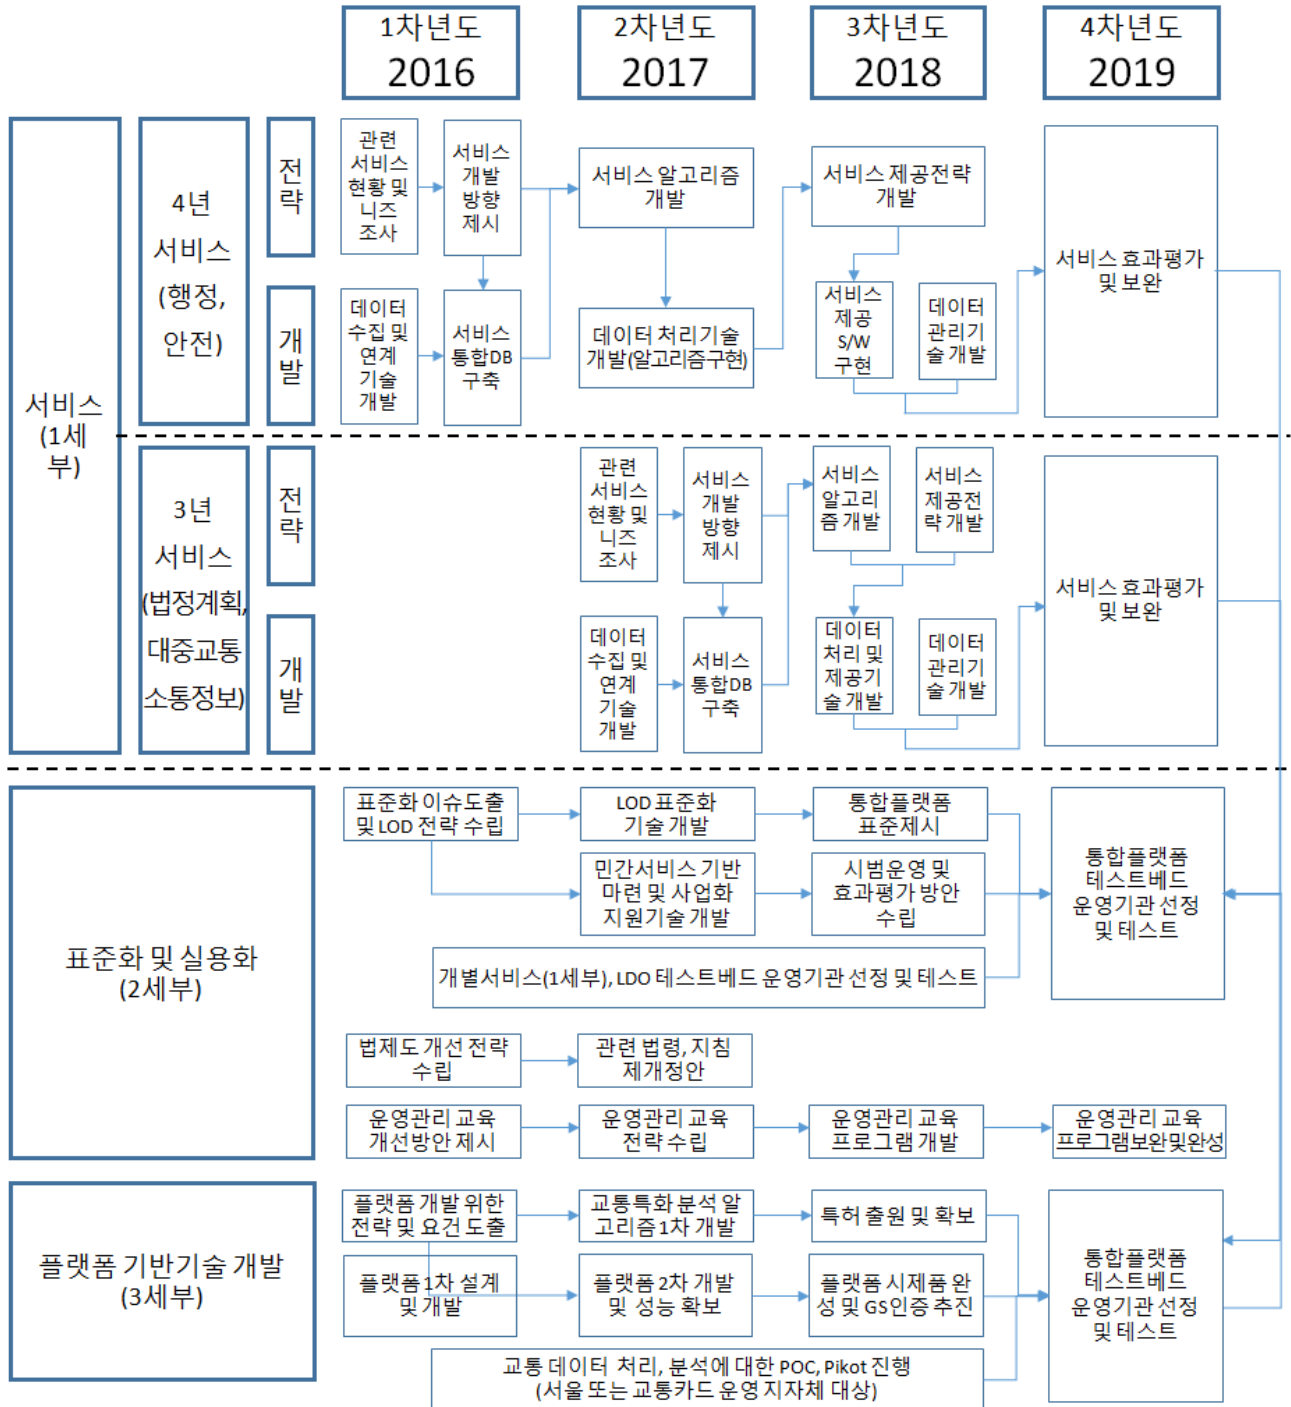 1차년도
2016
2차년도
2017
3차년도
2018
4차년도
2019
서비스
(1세
부)
4년
서비스
(행정,
안전)
전
략
개
발
관련
서비스
현황 및
니즈
조사
서비스
개발
방향
제시
서비스 알고리즘
개발
서비스 제공전략
개발
서비스 효과평가
및 보완
데이터
수집 및
연계
기술
개발
서비스
통합DB
구축
데이터 처리기술
개발(알고리즘구현)
서비스
제공
S/W
구현
데이터
관리기
술 개발
3년
서비스
(법정계획,
대중교통
소통정보)
전
략
개
발
관련
서비스
현황 및
니즈
조사
서비스
개발
방향
제시
서비스
알고리
즘 개발
서비스
제공전
략 개발
서비스 효과평가
및 보완
데이터
수집 및
연계
기술
개발
서비스
통합DB
구축
데이터
처리 및
제공기
술 개발
데이터
관리기
술 개발
표준화 및 실용화
(2세부)
표준화 이슈도출
및 LOD 전략 수립
LOD 표준화
기술 개발
통합플랫폼
표준제시
통합플랫폼
테스트베드
운영기관 선정
및 테스트
민간서비스 기반
마련 및 사업화
지원기술 개발
시범운영 및
효과평가 방안
수립
개별서비스(1세부), LDO 테스트베드 운영기관 선정 및 테스트
법제도 개선 전략
수립
관련 법령, 지침
제개정안
운영관리 교육
개선방안 제시
운영관리 교육
전략 수립
운영관리 교육
프로그램 개발
운영관리 교육
프로그램보완및완성
플랫폼 기반기술 개발
(3세부)
플랫폼 개발 위한
전략 및 요건 도출
교통특화 분석 알
고리즘 1차 개발
특허 출원 및 확보
통합플랫폼
테스트베드
운영기관 선정
및 테스트
플랫폼 1차 설계
및 개발
플랫폼 2차 개발
및 성능 확보
플랫폼 시제품 완
성 및 GS인증 추진
교통 데이터 처리, 분석에 대한 POC, Pikot 진행
(서울 또는 교통카드 운영 지자체 대상)